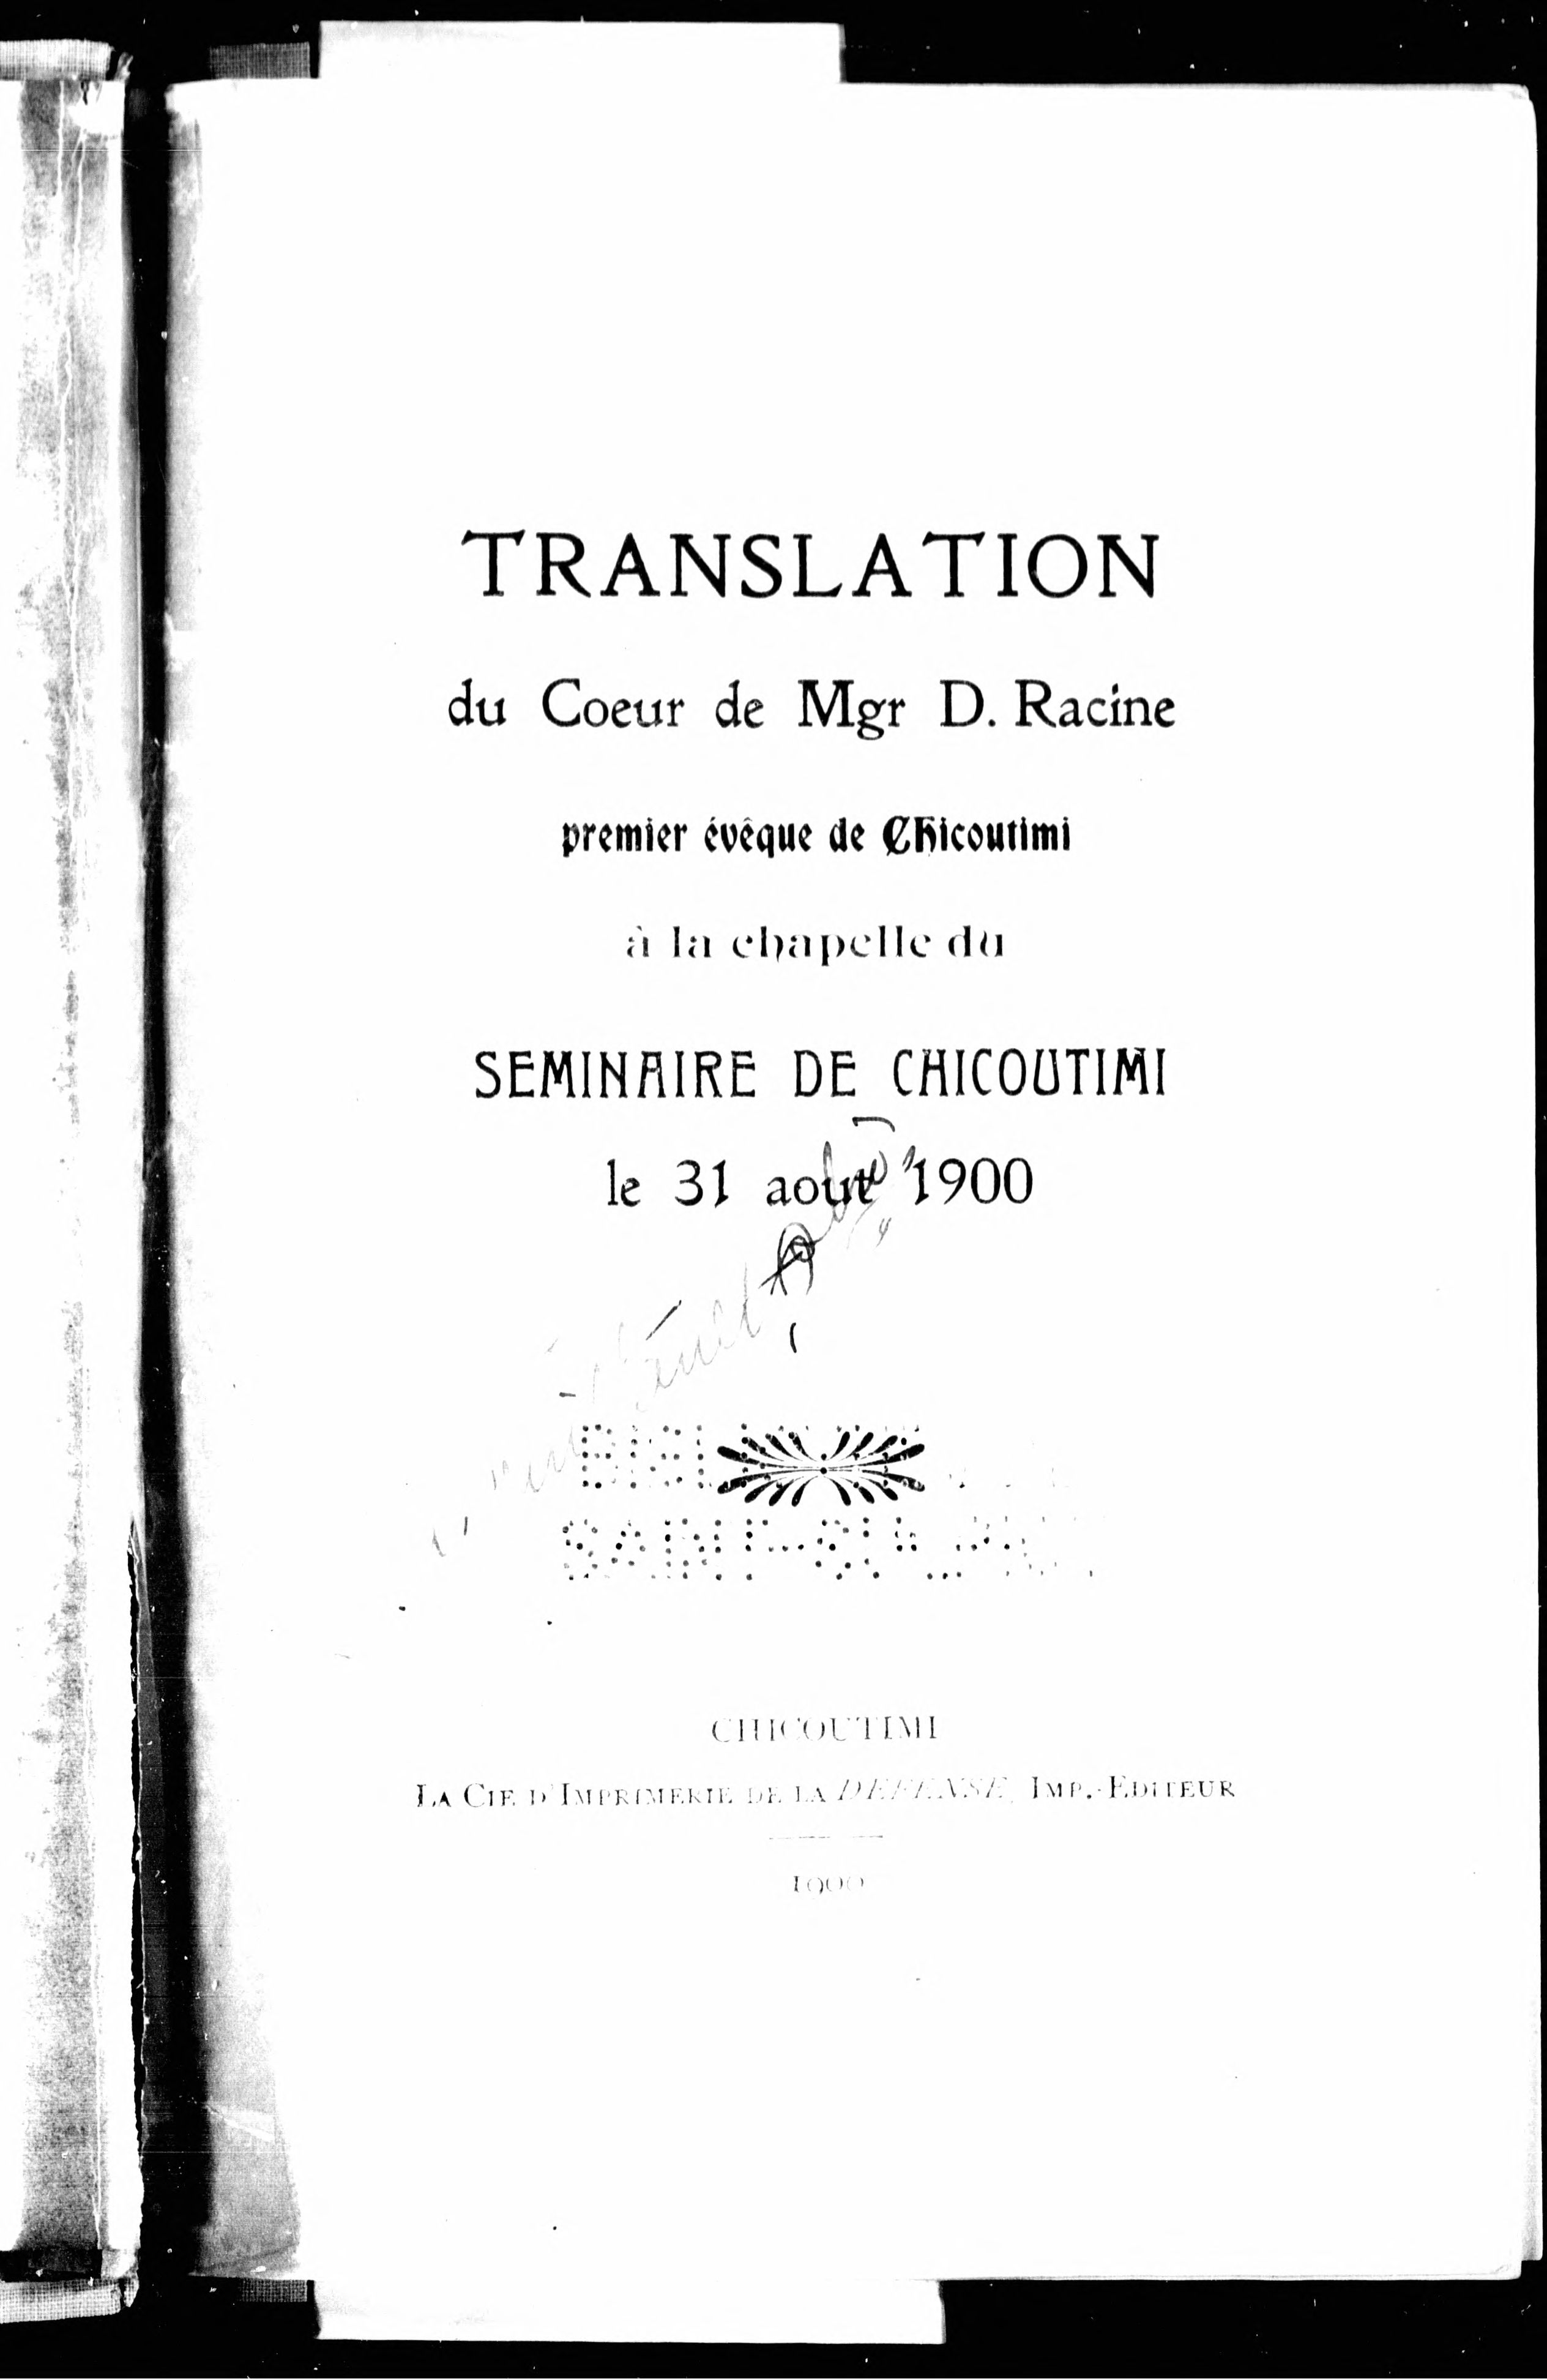 TRANSLATION
du Coeur de Mgr D. Racine
premier évêque de Chicoutimi
à la chapelle du
SEMINAIRE DE CHICOUTIMI
le 31 aout 1900
CHICOUTIMI
LA CIE D'IMPRIMERIE DE LA DEFENSE, IMP.-EDITEUR
1900